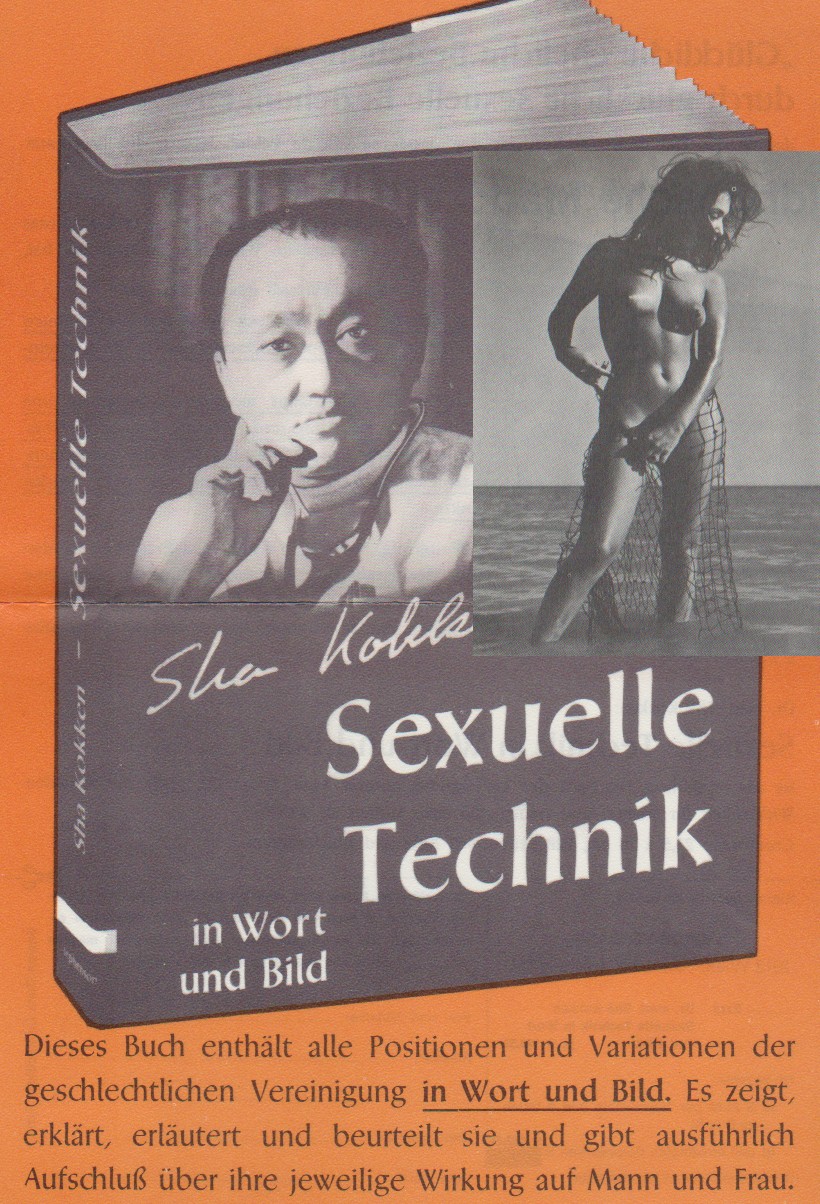 Sha Kokken – Sexuelle Technik
Sha Kokk
Sexuelle
Technik
in Wort
und Bild
Dieses Buch enthält alle Positionen und Variationen der
geschlechtlichen Vereinigung in Wort und Bild. Es zeigt,
erklärt, erläutert und beurteilt sie und gibt ausführlich
Aufschluß über ihre jeweilige Wirkung auf Mann und Frau.